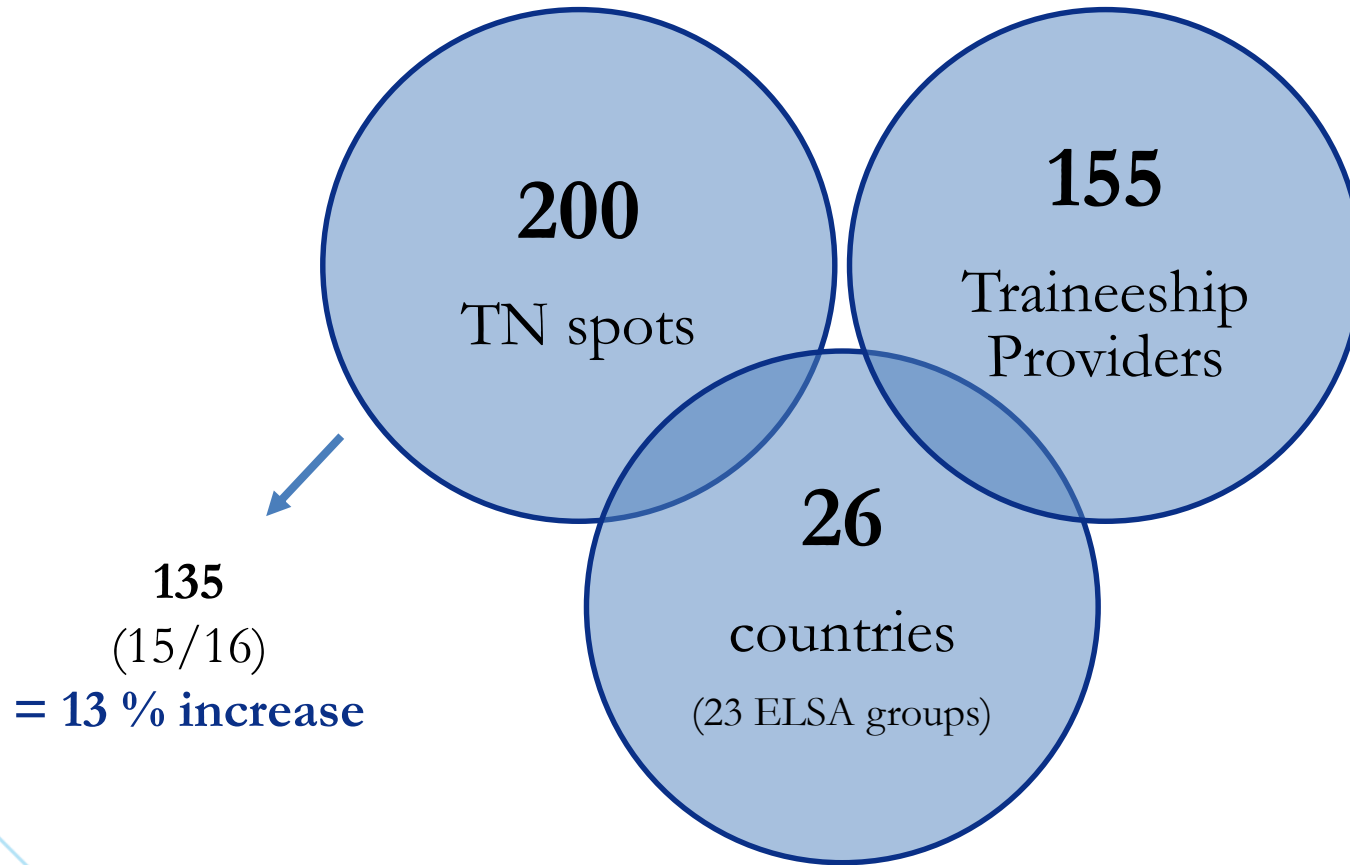 200
TN spots
155
Traineeship
Providers
26
countries
(23 ELSA groups)
135
(15/16)
= 13 % increase